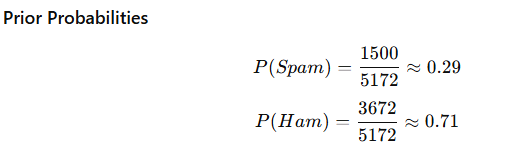 Prior Probabilities
P(Spam) = 1500/5172 ≈ 0.29
P(Ham) = 3672/5172 ≈ 0.71